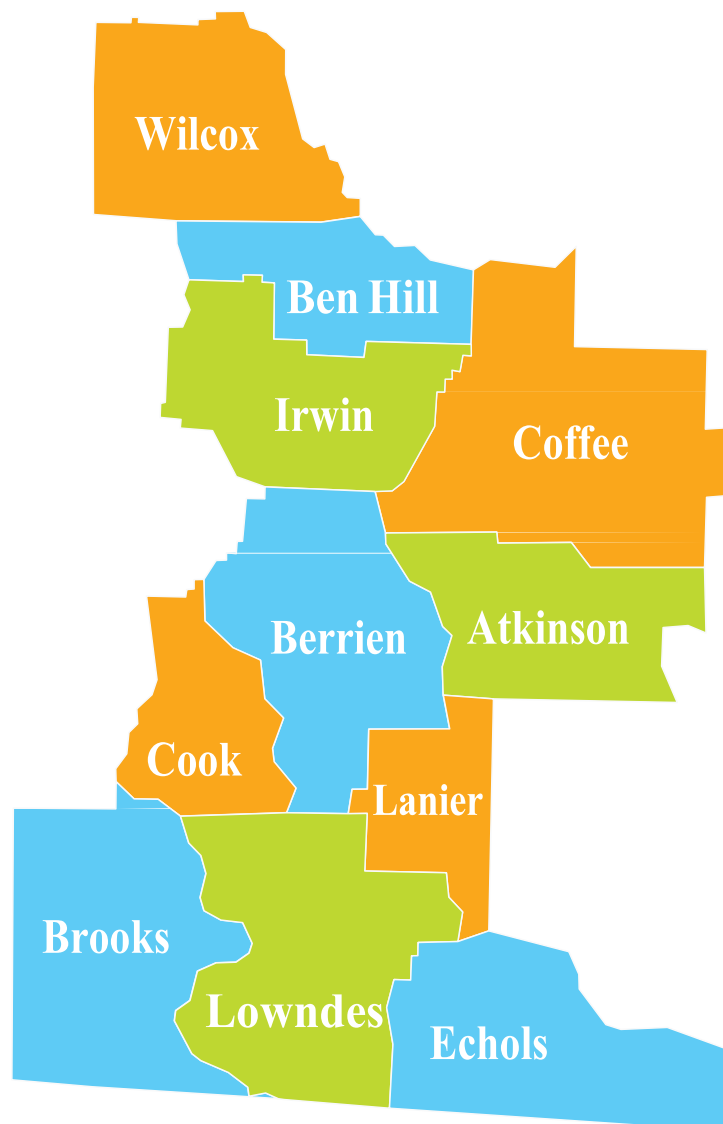 Wilcox
Ben Hill
Irwin
Coffee
Atkinson
Berrien
Cook
Lanier
Brooks
Lowndes
Echols